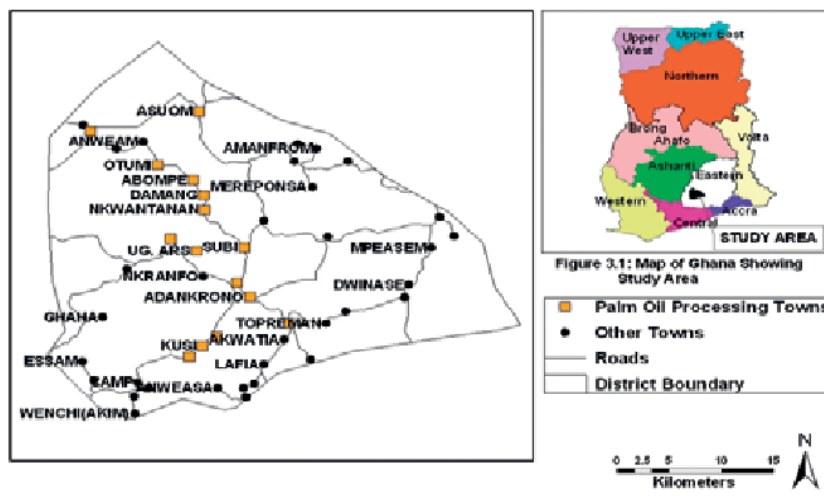 ASUOM
ANWEAM
AMANFROM
OTUMI
ABOMPE
MEREPONSA
DAMANG
NKWANTANAN
UG. ARS
SUBI
MPEASEM
NKRANFO
DWINASE
ADANKRONO
GHAHA
TOPREMAN
KUSI
AKWATIA
ESSAM
LAFIA
WENCHI(AKIM)
Upper West
Upper East
Northern
Brong
Ahafo
Volta
Ashanti
Eastern
Western
Accra
Central
STUDY AREA
Figure 3.1: Map of Ghana Showing
Study Area
Palm Oil Processing Towns
Other Towns
Roads
District Boundary
N
0 2.5 5 10 15
Kilometers